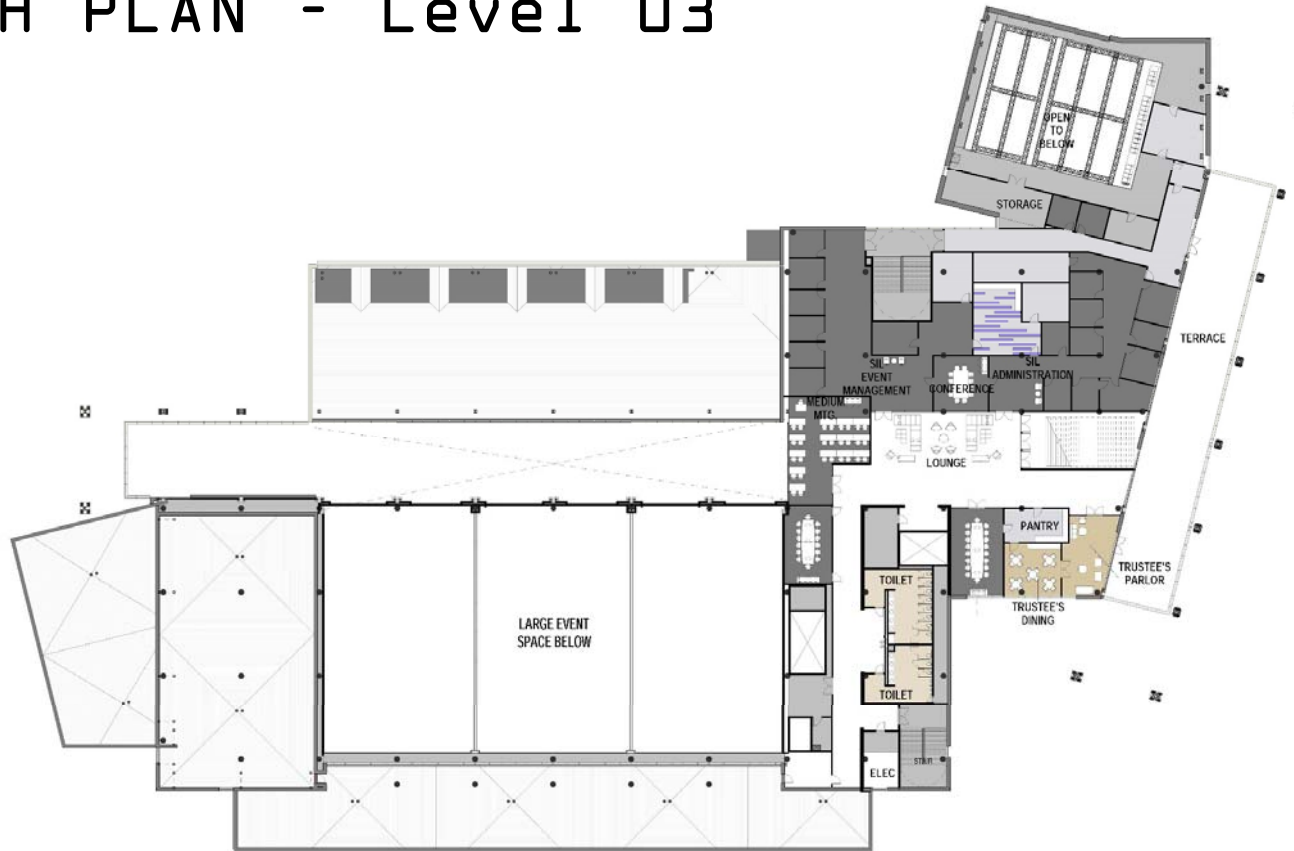 H PLAN - Level 03
OPEN
TO
BELOW
STORAGE
TERRACE
SIL
EVENT
MANAGEMENT
SIL
ADMINISTRATION
CONFERENCE
MEDIUM
MTG.
LOUNGE
PANTRY
TRUSTEE'S
PARLOR
TRUSTEE'S
DINING
TOILET
LARGE EVENT
SPACE BELOW
TOILET
STAIR
ELEC